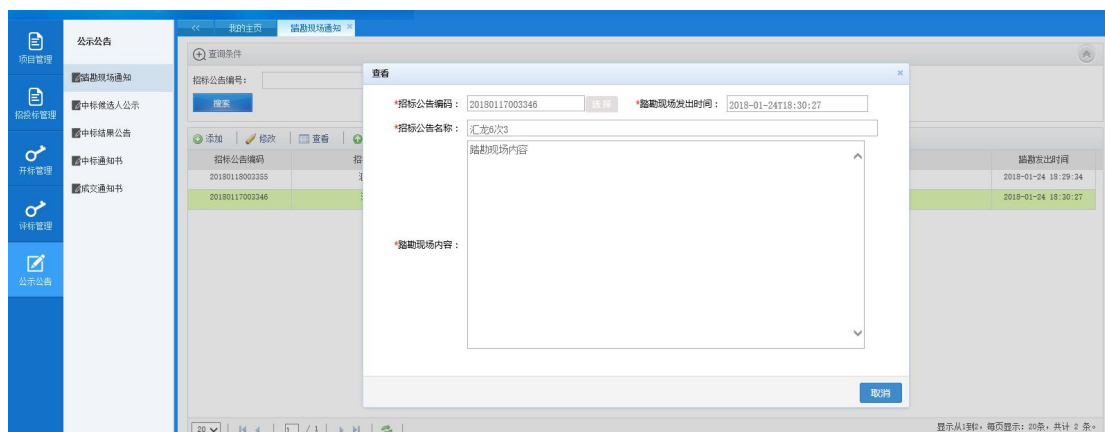 项目管理
招投标管理
开标管理
评标管理
公示公告
公示公告
踏勘现场通知
中标候选人公示
中标结果公告
中标通知书
成交通知书
<< 我的主页 踏勘现场通知 ×
查询条件
招标公告编号：
搜索
添加 修改 查看
招标公告编码 招 踏勘发出时间
20180118003355 2018-01-24 18:29:34
20180117003346 2018-01-24 18:30:27
查看 ×
*招标公告编码： 20180117003346 选择 *踏勘现场发出时间： 2018-01-24T18:30:27
*招标公告名称： 汇龙6次3
*踏勘现场内容： 踏勘现场内容
取消
20 1 / 1 显示从1到2，每页显示：20条，共计 2 条。